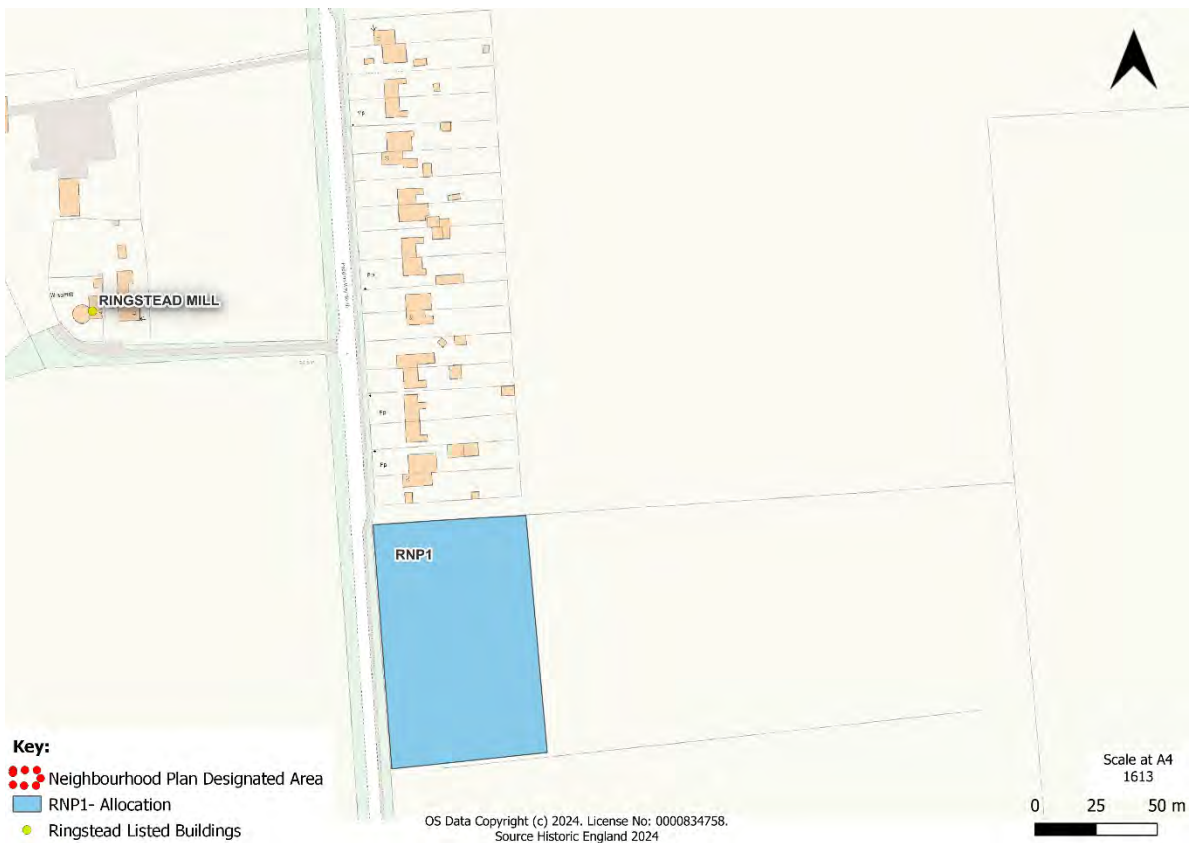 RINGSTEAD MILL
RNP1
Key:
Neighbourhood Plan Designated Area
RNP1- Allocation
Ringstead Listed Buildings
OS Data Copyright (c) 2024. License No: 0000834758.
Source Historic England 2024
Scale at A4
1613
0 25 50 m